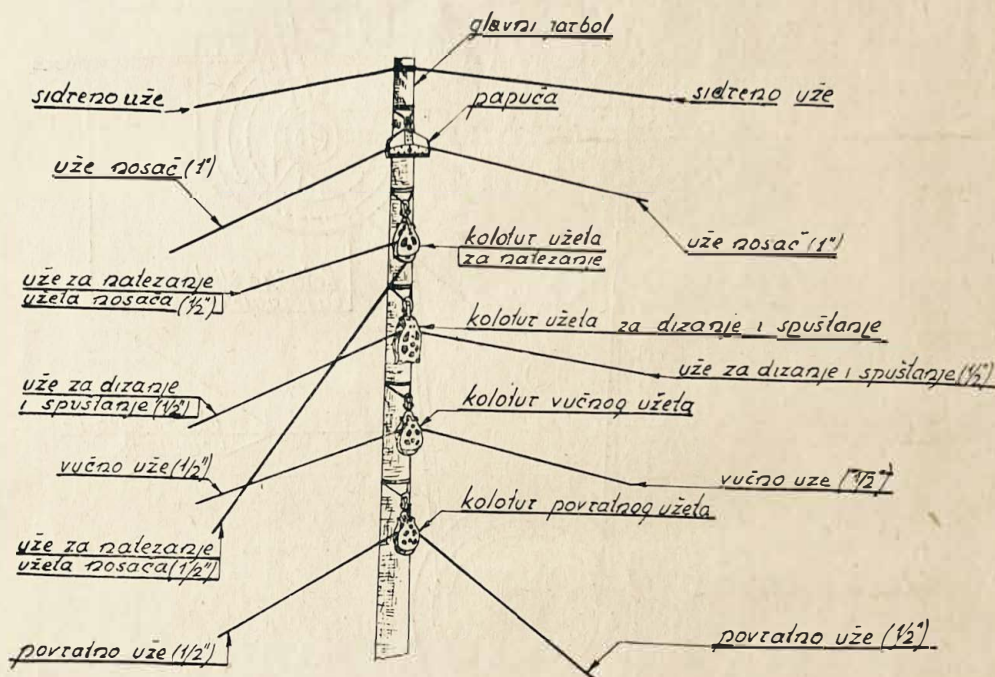 glavni jarbol
sidreno uže
papuča
sidreno uže
uže nosač (1")
uže nosač (1")
kolotur užeta
za natezanje
uže za natezanje
užeta nosača (1/2")
kolotur užeta za dizanje i spuštanje
uže za dizanje i spuštanje (1/2")
uže za dizanje
i spuštanje (1/2")
kolotur vučnog užeta
vučno uže (1/2")
vučno uze (1/2")
kolotur povratnog užeta
uže za natezanje
užeta nosača (1/2")
povratno uže (1/2")
povratno uže (1/2")